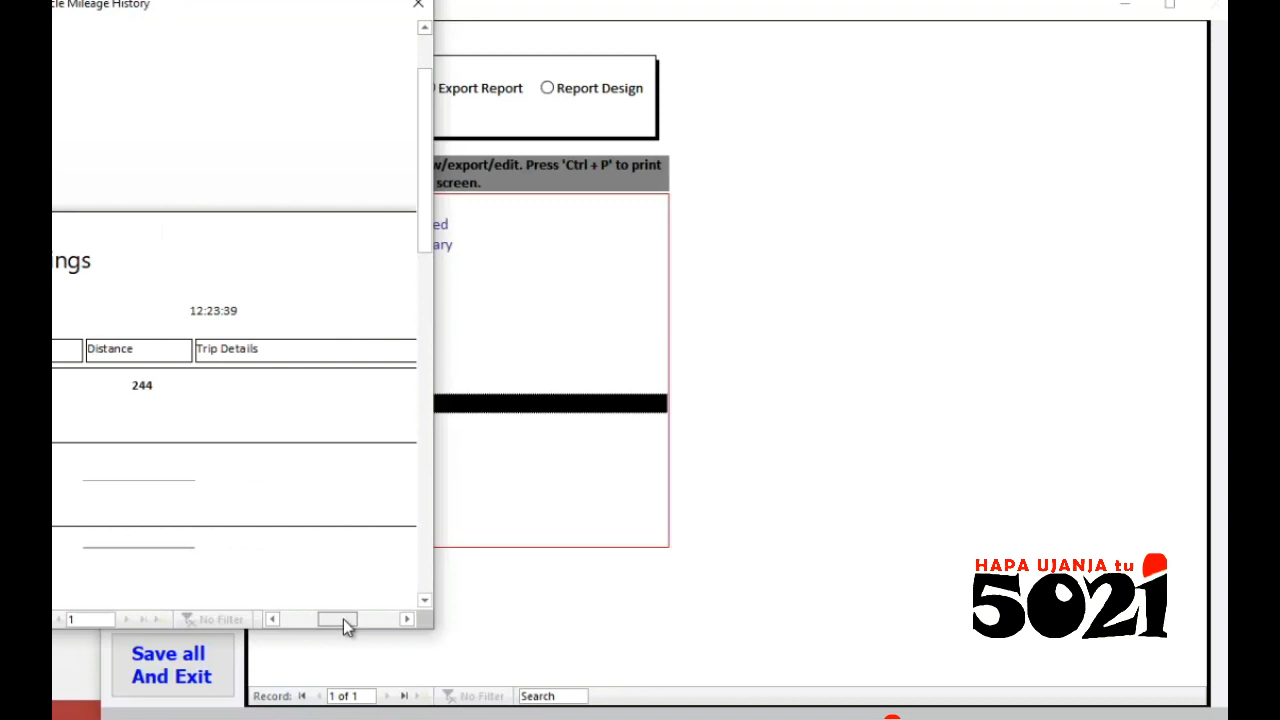 cle Mileage History
Export Report
Report Design
w/export/edit. Press 'Ctrl + P' to print
screen.
ed
ary
ings
12:23:39
Distance
Trip Details
244
1
No Filter
Save all
And Exit
Record:
1 of 1
No Filter
Search
HAPA UJANJA tu
5021